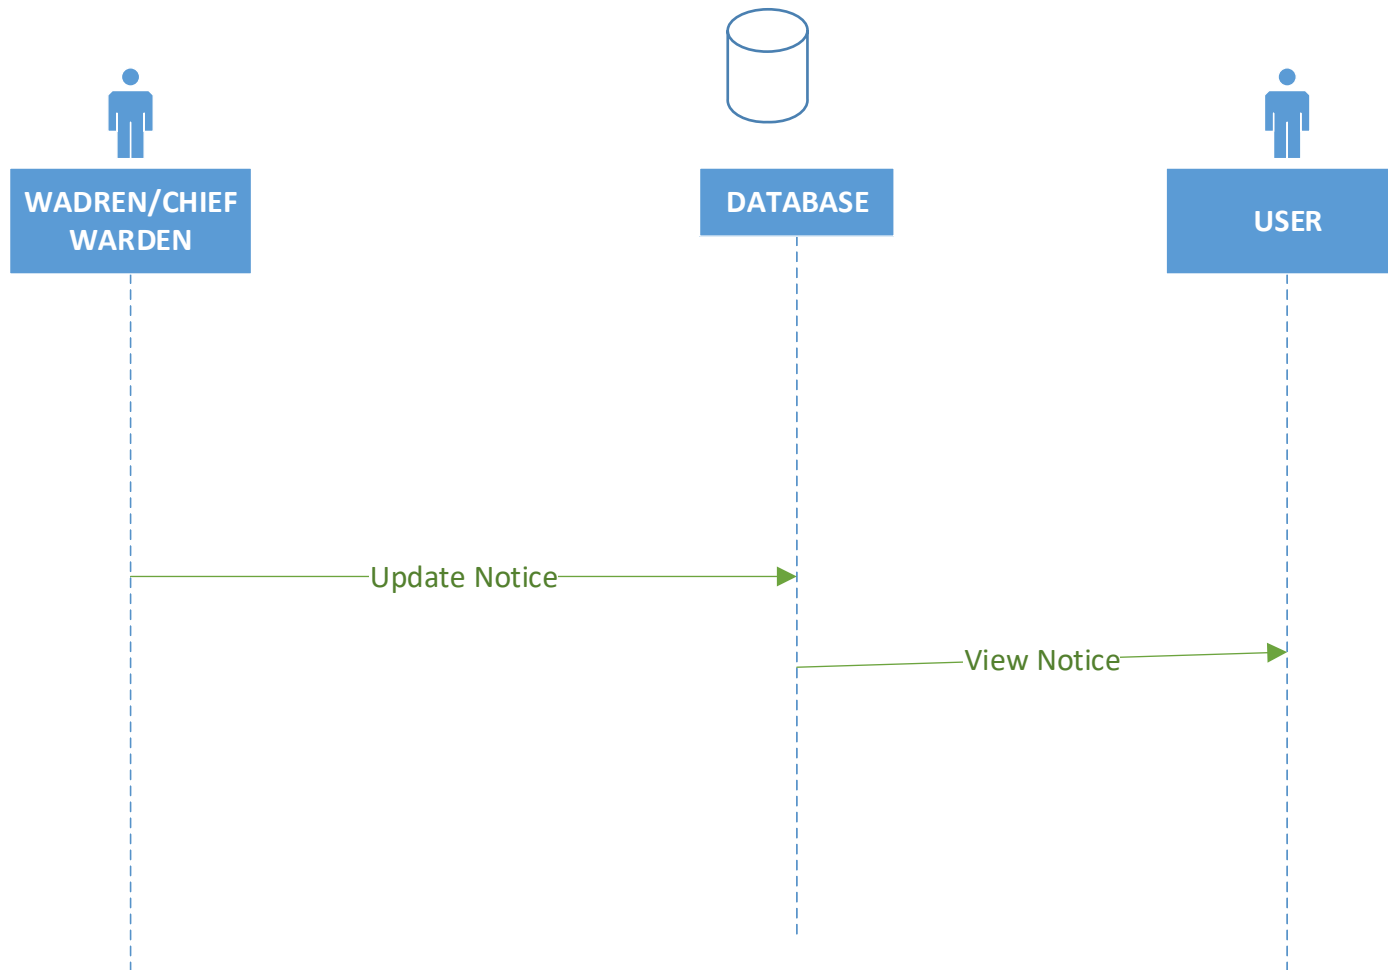 WADREN/CHIEF
WARDEN
DATABASE
USER
Update Notice
View Notice